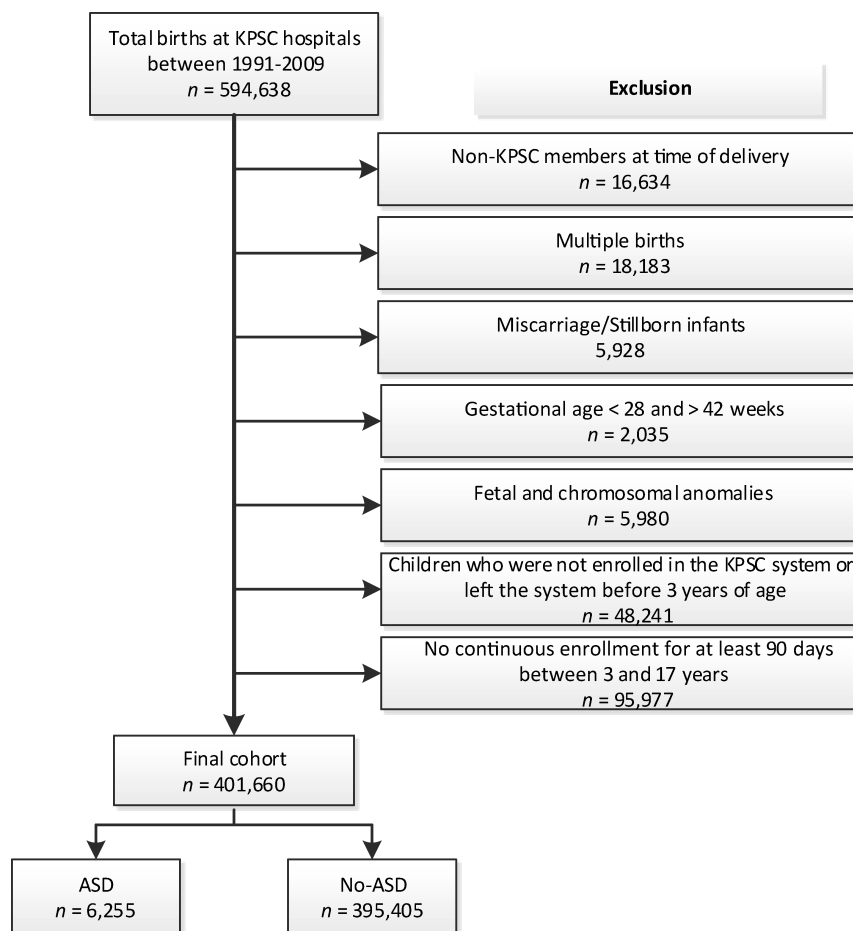 Total births at KPSC hospitals
between 1991-2009
n = 594,638
Exclusion
Non-KPSC members at time of delivery
n = 16,634
Multiple births
n = 18,183
Miscarriage/Stillborn infants
5,928
Gestational age < 28 and > 42 weeks
n = 2,035
Fetal and chromosomal anomalies
n = 5,980
Children who were not enrolled in the KPSC system or
left the system before 3 years of age
n = 48,241
No continuous enrollment for at least 90 days
between 3 and 17 years
n = 95,977
Final cohort
n = 401,660
ASD
n = 6,255
No-ASD
n = 395,405